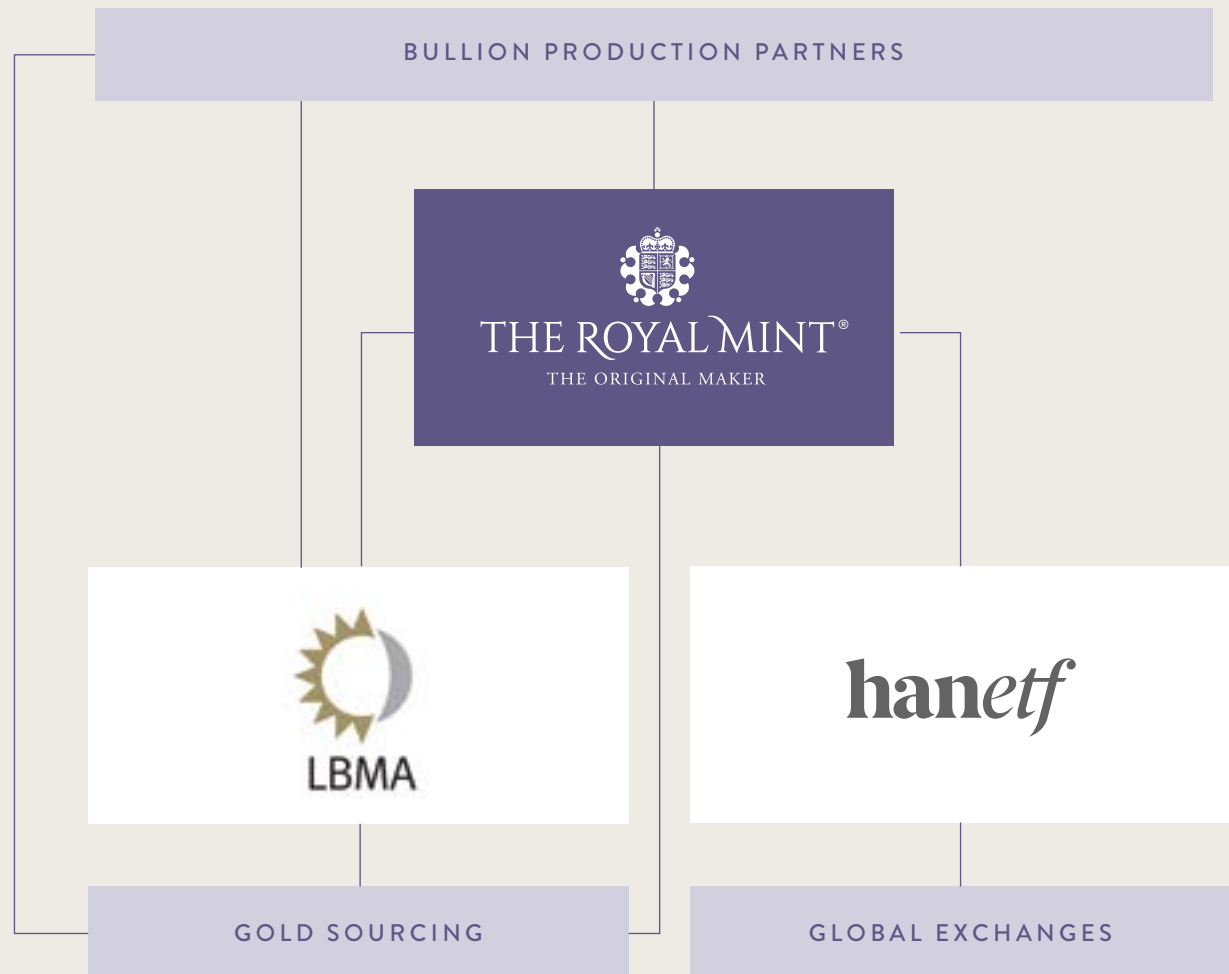 BULLION PRODUCTION PARTNERS
THE ROYAL MINT®
THE ORIGINAL MAKER
LBMA
hanetf
GOLD SOURCING
GLOBAL EXCHANGES